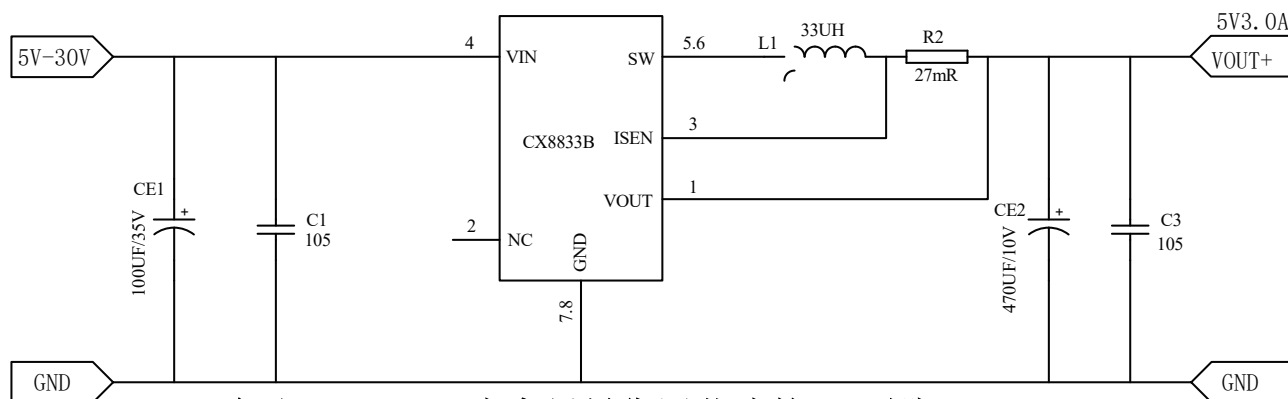 5V3.0A
5V-30V
4
VIN
SW
5.6
L1
33UH
R2
27mR
VOUT+
CX8833B
ISEN
3
VOUT
1
2
NC
GND
7.8
CE1
100UF/35V
+
C1
105
CE2
470UF/10V
+
C3
105
GND
GND